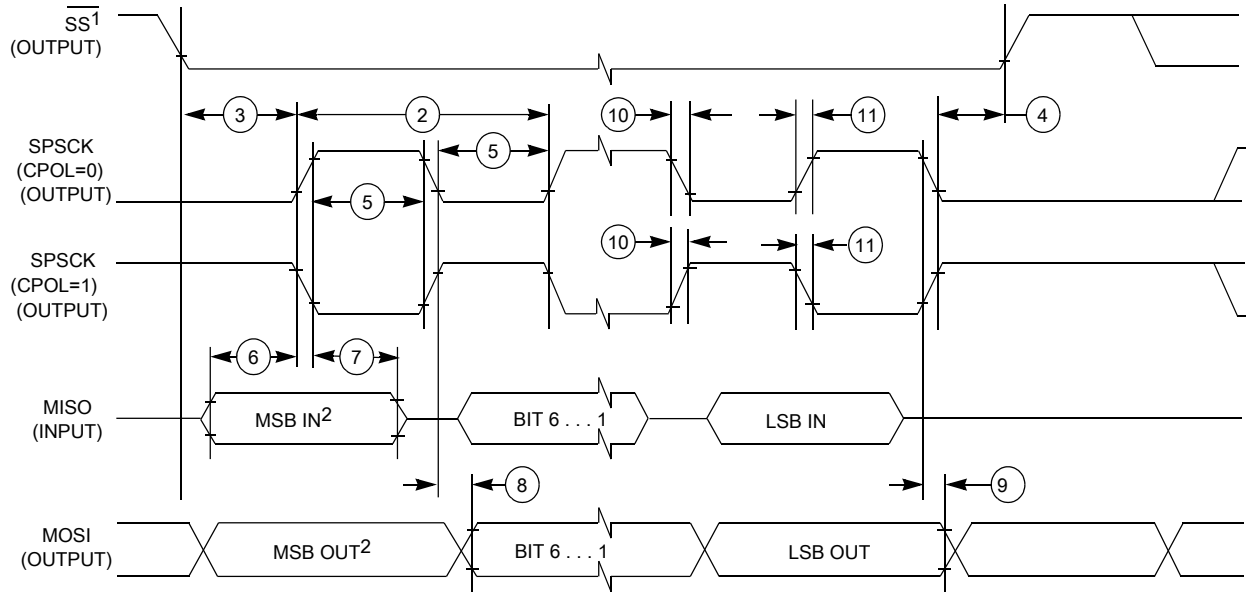 SS1
(OUTPUT)
3
2
10
11
4
SPSCK
(CPOL=0)
(OUTPUT)
5
5
10
11
SPSCK
(CPOL=1)
(OUTPUT)
6
7
MISO
(INPUT)
MSB IN2
BIT 6 . . . 1
LSB IN
8
9
MOSI
(OUTPUT)
MSB OUT2
BIT 6 . . . 1
LSB OUT